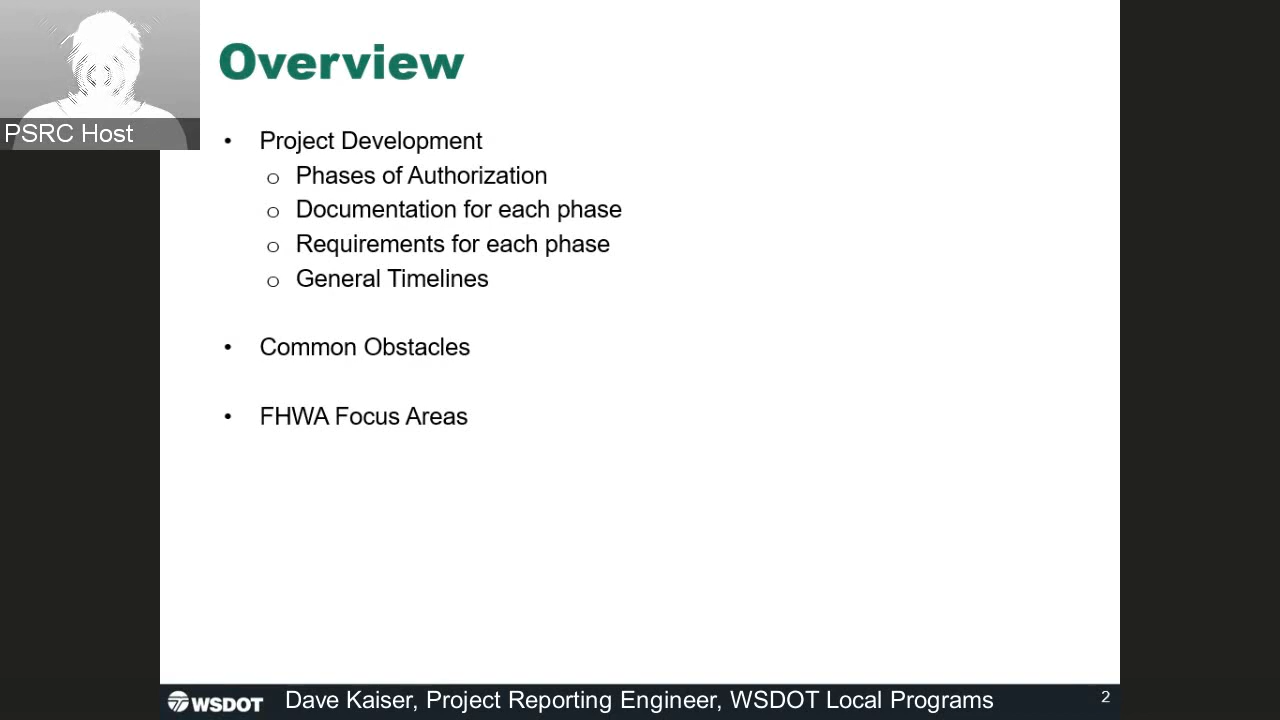 PSRC Host
Overview
• Project Development
o Phases of Authorization
o Documentation for each phase
o Requirements for each phase
o General Timelines
• Common Obstacles
• FHWA Focus Areas
WSDOT Dave Kaiser, Project Reporting Engineer, WSDOT Local Programs 2